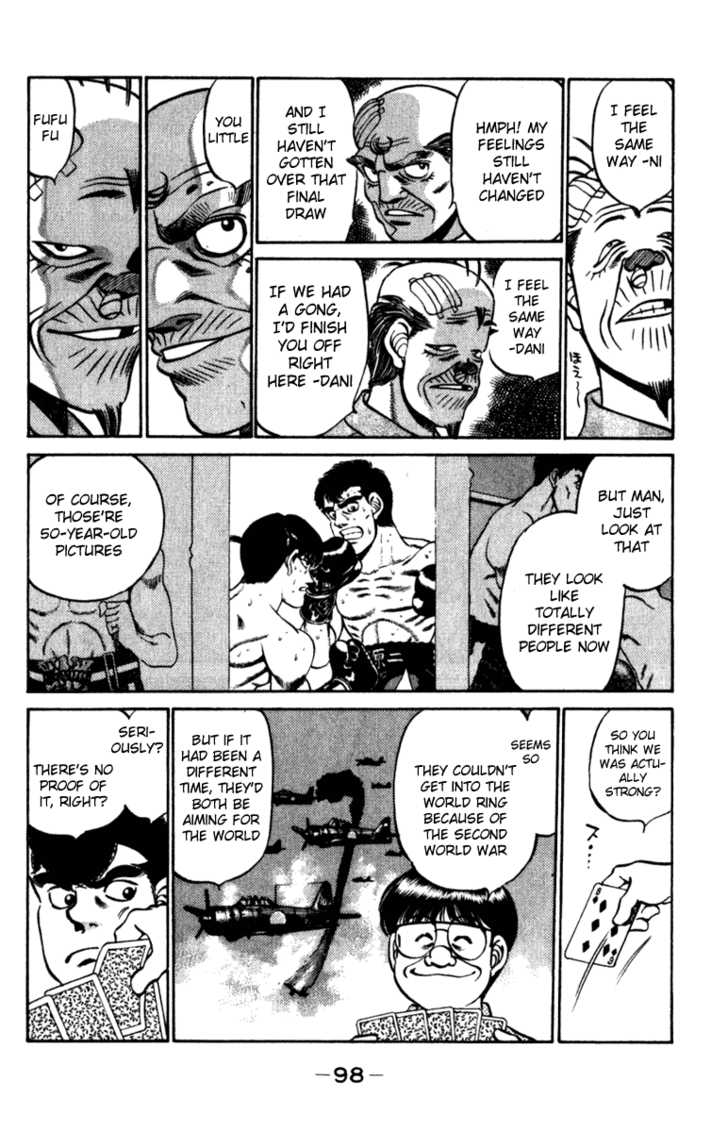 I FEEL
THE
SAME
WAY -NI
ほえ〜
HMPH! MY
FEELINGS
STILL
HAVEN'T
CHANGED
AND I
STILL
HAVEN'T
GOTTEN
OVER THAT
FINAL
DRAW
I FEEL
THE
SAME
WAY
-DANI
IF WE HAD
A GONG,
I'D FINISH
YOU OFF
RIGHT
HERE -DANI
YOU
LITTLE
FUFU
FU
BUT MAN,
JUST
LOOK AT
THAT
THEY LOOK
LIKE
TOTALLY
DIFFERENT
PEOPLE NOW
OF COURSE,
THOSE'RE
50-YEAR-OLD
PICTURES
SO YOU
THINK WE
WAS ACTU-
ALLY
STRONG?
ス・・・
SEEMS
SO
THEY COULDN'T
GET INTO THE
WORLD RING
BECAUSE OF
THE SECOND
WORLD WAR
BUT IF IT
HAD BEEN A
DIFFERENT
TIME, THEY'D
BOTH BE
AIMING FOR
THE WORLD
SERI-
OUSLY?
THERE'S NO
PROOF OF
IT, RIGHT?
—98—